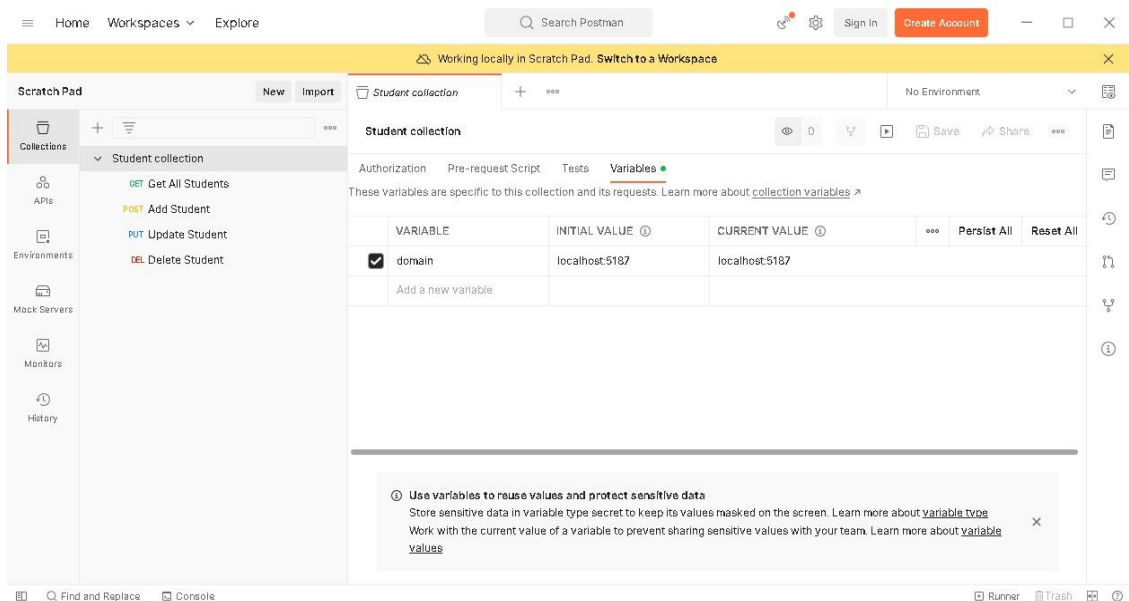 Home Workspaces Explore Search Postman Sign In Create Account
Working locally in Scratch Pad. Switch to a Workspace
Scratch Pad New Import Student collection No Environment
Student collection 0 Save Share
Collections
Student collection
GET Get All Students
POST Add Student
PUT Update Student
DEL Delete Student
APIs
Environments
Mock Servers
Monitors
History
Authorization Pre-request Script Tests Variables
These variables are specific to this collection and its requests. Learn more about collection variables
VARIABLE INITIAL VALUE CURRENT VALUE Persist All Reset All
domain localhost:5187 localhost:5187
Add a new variable
Use variables to reuse values and protect sensitive data
Store sensitive data in variable type secret to keep its values masked on the screen. Learn more about variable type
Work with the current value of a variable to prevent sharing sensitive values with your team. Learn more about variable
values
Find and Replace Console Runner Trash